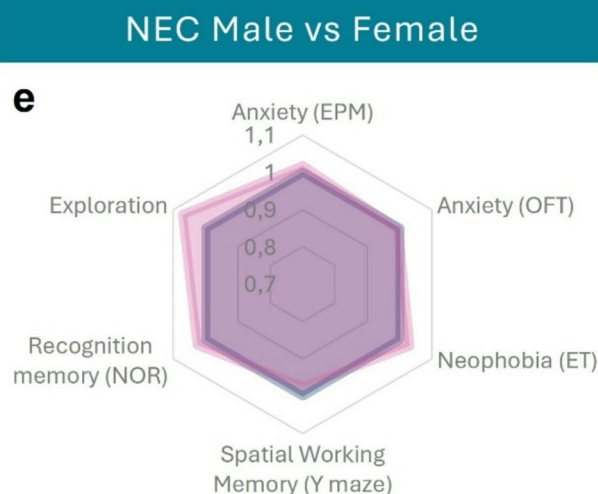 NEC Male vs Female
e
Anxiety (EPM)
1,1
1
Exploration
0,9
Anxiety (OFT)
0,8
0,7
Recognition
memory (NOR)
Neophobia (ET)
Spatial Working
Memory (Y maze)